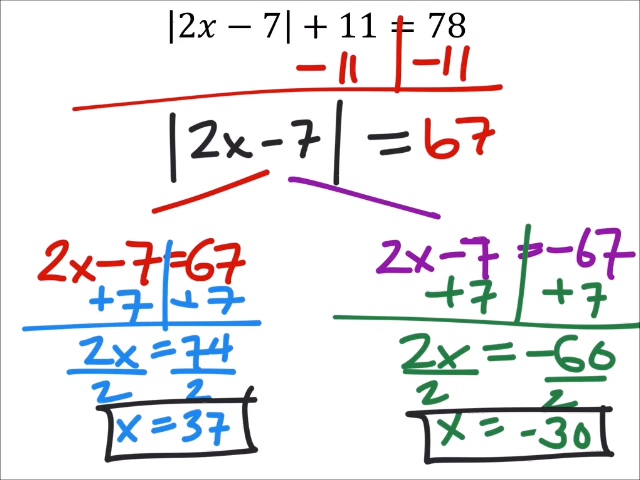 |2x − 7| + 11 = 78
−11 −11
|2x−7| = 67
2x−7=67
+7 +7
2x=74
2 2
x=37
2x−7 =−67
+7 +7
2x = −60
2 2
x = -30